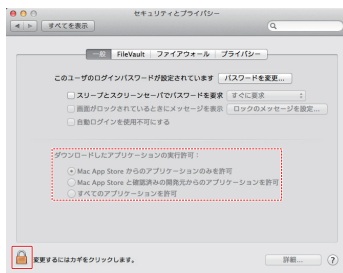 セキュリティとプライバシー
すべてを表示
一般 FileVault ファイアウォール プライバシー
このユーザのログインパスワードが設定されています パスワードを変更...
スリープとスクリーンセーバでパスワードを要求 すぐに要求
画面がロックされているときにメッセージを表示 ロックのメッセージを設定...
自動ログインを使用不可にする
ダウンロードしたアプリケーションの実行許可：
Mac App Store からのアプリケーションのみを許可
Mac App Store と確認済みの開発元からのアプリケーションを許可
すべてのアプリケーションを許可
変更するにはカギをクリックします。 詳細... ?